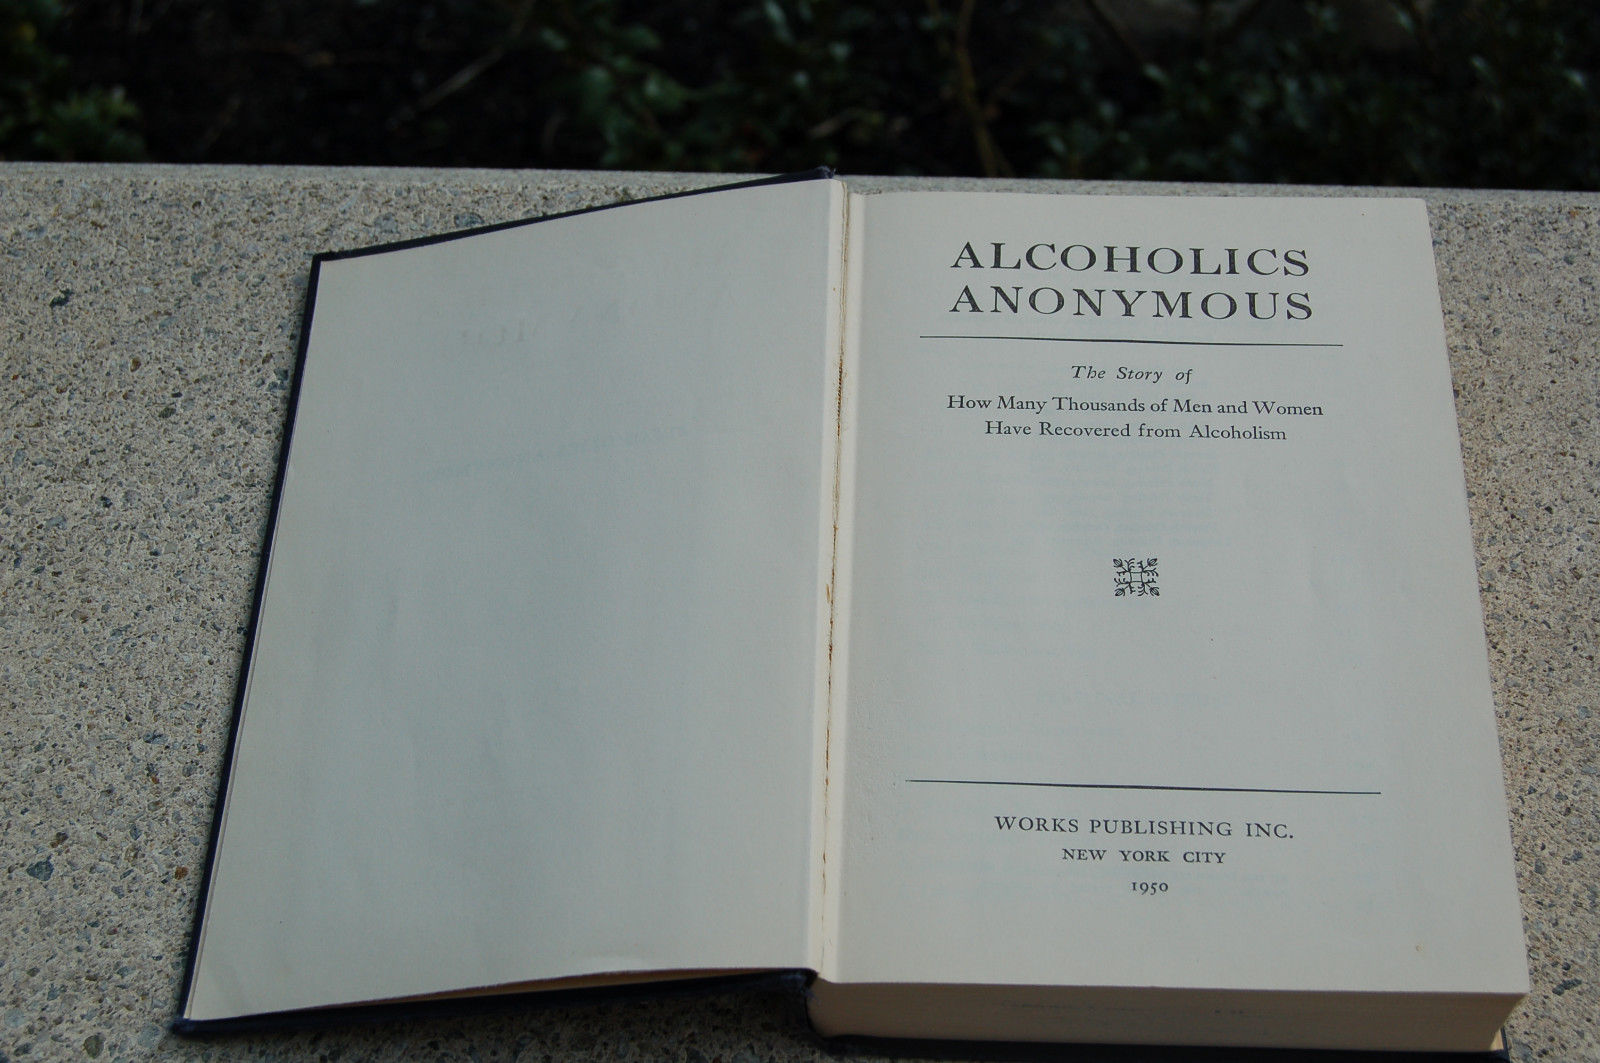 ALCOHOLICS
ANONYMOUS
The Story of
How Many Thousands of Men and Women
Have Recovered from Alcoholism
WORKS PUBLISHING INC.
NEW YORK CITY
1950